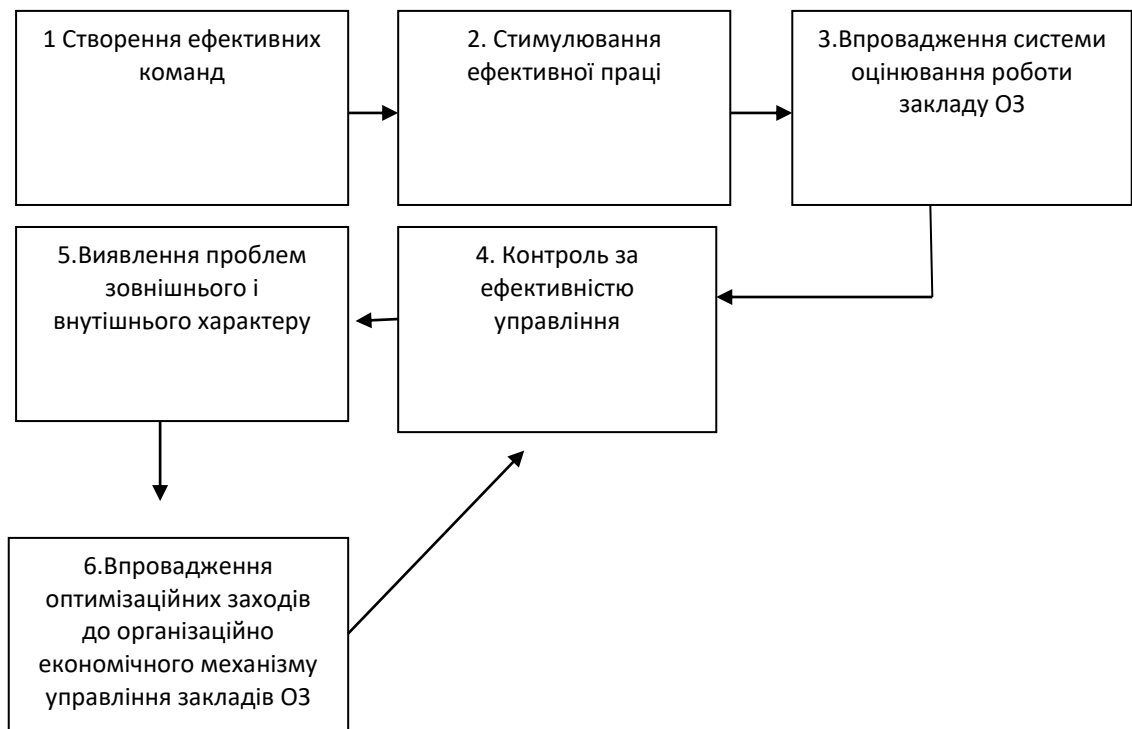 1 Створення ефективних
команд
2. Стимулювання
ефективної праці
3.Впровадження системи
оцінювання роботи
закладу ОЗ
4. Контроль за
ефективністю
управління
5.Виявлення проблем
зовнішнього і
внутішнього характеру
6.Впровадження
оптимізаційних заходів
до організаційно
економічного механізму
управління закладів ОЗ